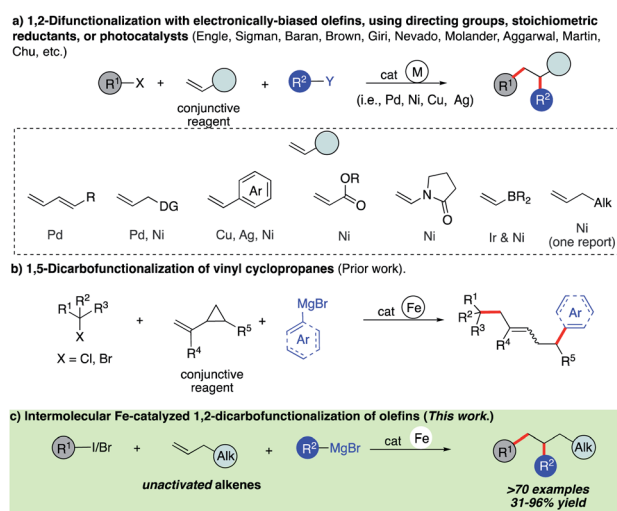 a) 1,2-Difunctionalization with electronically-biased olefins, using directing groups, stoichiometric
reductants, or photocatalysts (Engle, Sigman, Baran, Brown, Giri, Nevado, Molander, Aggarwal, Martin,
Chu, etc.)
R1 X + + R2 Y cat M R1 R2
(i.e., Pd, Ni, Cu, Ag)
conjunctive
reagent
R DG Ar OR O N O BR2 Alk
Pd Pd, Ni Cu, Ag, Ni Ni Ni Ir & Ni Ni
(one report)
b) 1,5-Dicarbofunctionalization of vinyl cyclopropanes (Prior work).
R1 R2 R3 X + R4 R5 + MgBr Ar cat Fe R1 R2 R3 R4 R5 Ar
X = Cl, Br
conjunctive
reagent
c) Intermolecular Fe-catalyzed 1,2-dicarbofunctionalization of olefins (This work.)
R1 I/Br + Alk + R2 MgBr cat Fe R1 R2 Alk
unactivated alkenes
>70 examples
31-96% yield